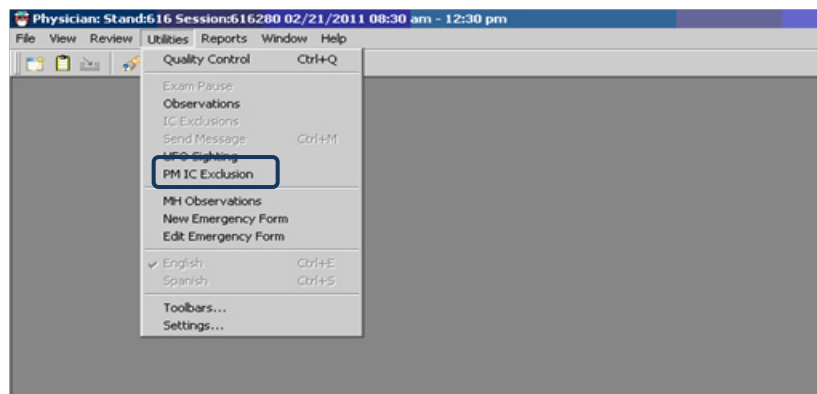 Physician: Stand:616 Session:616280 02/21/2011 08:30 am - 12:30 pm
File View Review Utilities Reports Window Help
Quality Control Ctrl+Q
Exam Pause
Observations
IC Exclusions
Send Message Ctrl+M
UFO Sighting
PM IC Exclusion
MH Observations
New Emergency Form
Edit Emergency Form
English Ctrl+E
Spanish Ctrl+S
Toolbars...
Settings...